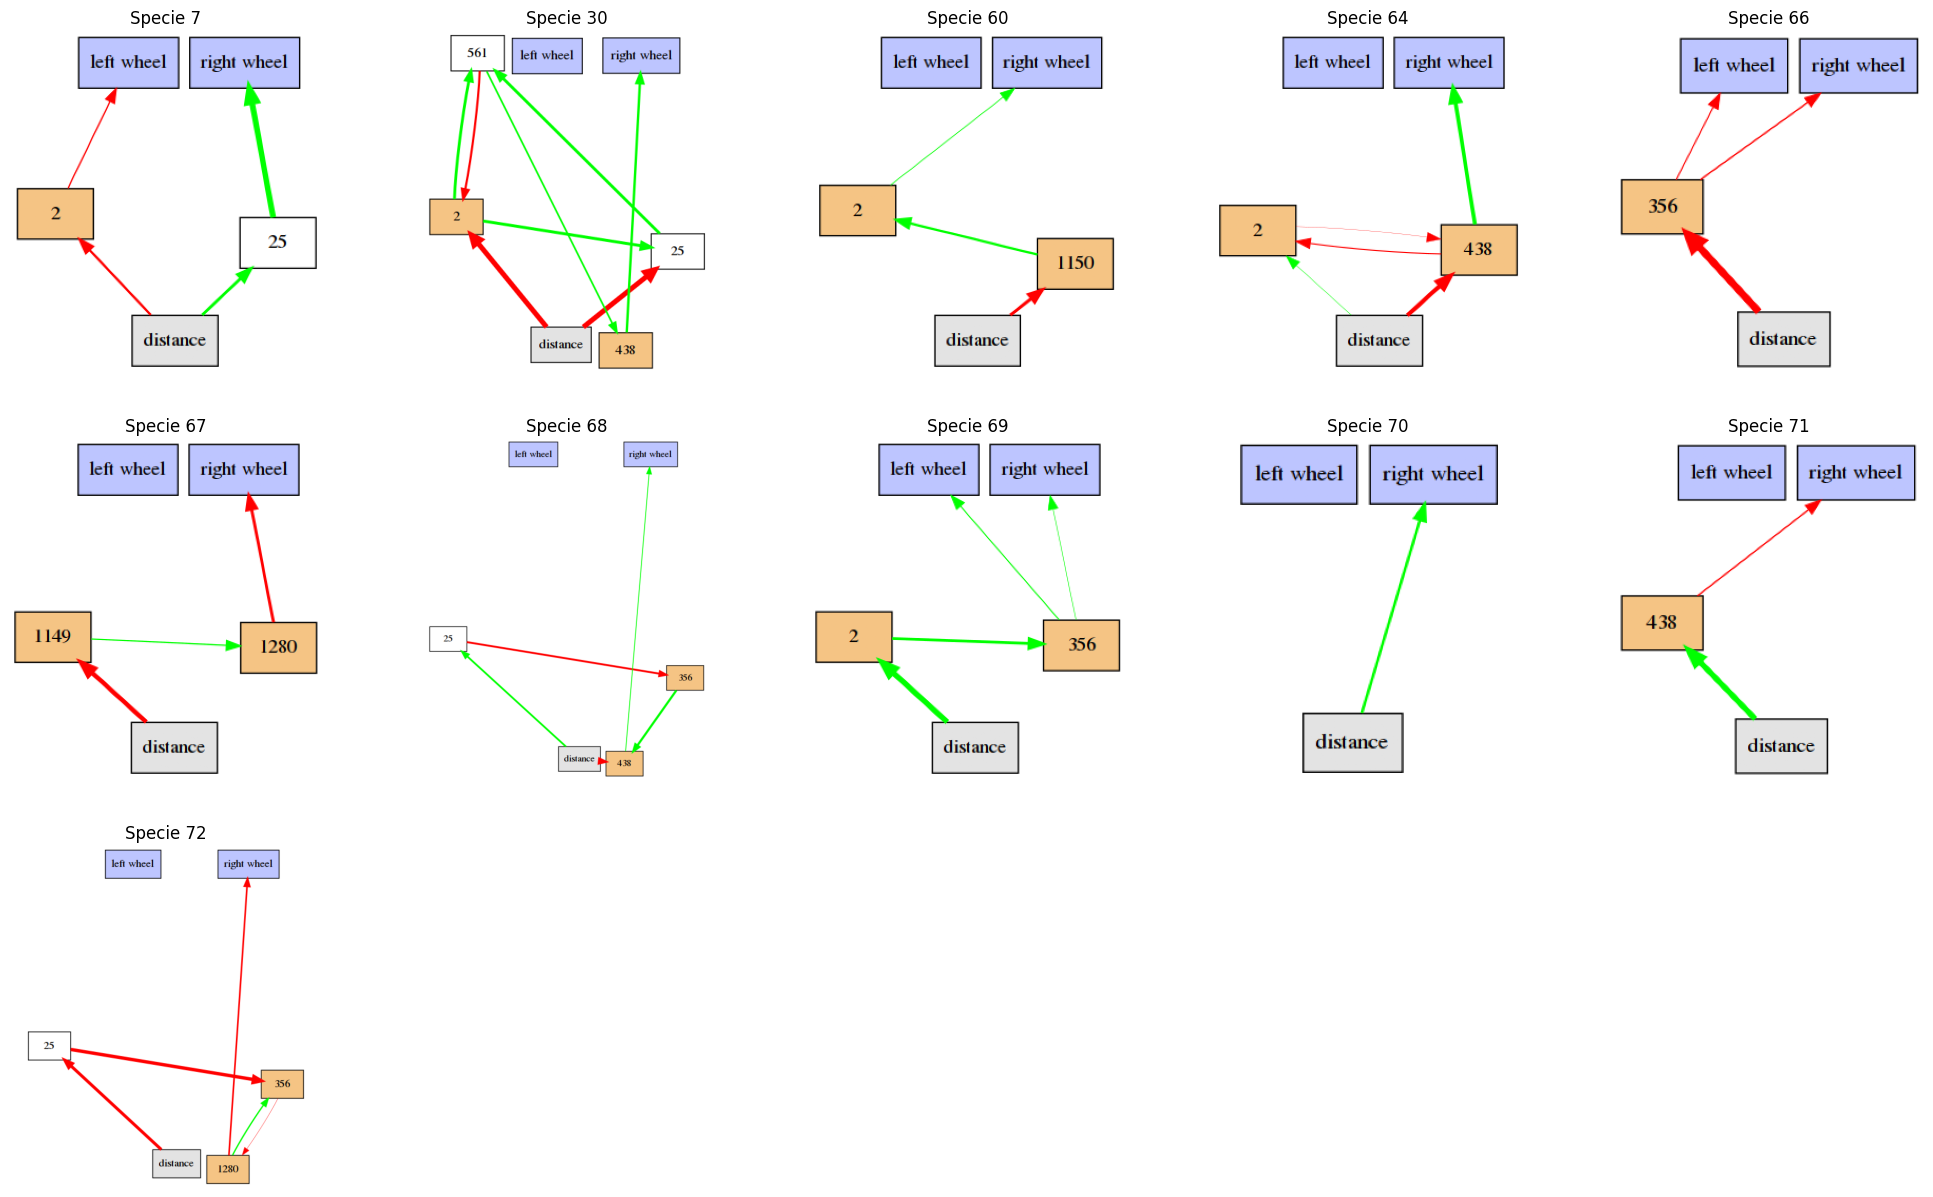 Specie 7
left wheel
right wheel
2
25
distance
Specie 30
561
left wheel
right wheel
2
25
distance
438
Specie 60
left wheel
right wheel
2
1150
distance
Specie 64
left wheel
right wheel
2
438
distance
Specie 66
left wheel
right wheel
356
distance
Specie 67
left wheel
right wheel
1149
1280
distance
Specie 68
left wheel
right wheel
25
356
distance
438
Specie 69
left wheel
right wheel
2
356
distance
Specie 70
left wheel
right wheel
distance
Specie 71
left wheel
right wheel
438
distance
Specie 72
left wheel
right wheel
25
356
distance
1280